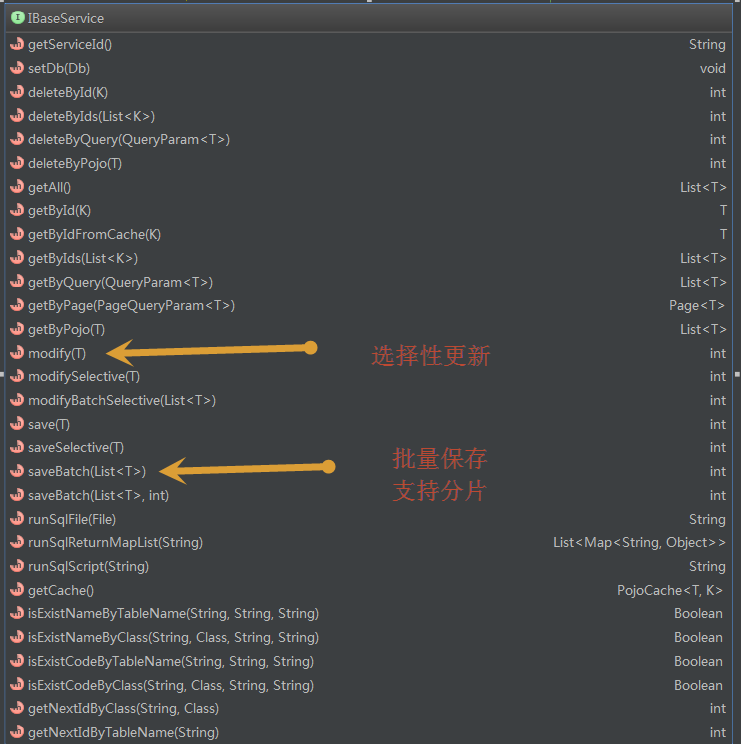 IBaseService
getServiceId() String
setDb(Db) void
deleteById(K) int
deleteByIds(List<K>) int
deleteByQuery(QueryParam<T>) int
deleteByPojo(T) int
getAll() List<T>
getById(K) T
getByIdFromCache(K) T
getByIds(List<K>) List<T>
getByQuery(QueryParam<T>) List<T>
getByPage(PageQueryParam<T>) Page<T>
getByPojo(T) List<T>
modify(T) 选择性更新 int
modifySelective(T) int
modifyBatchSelective(List<T>) int
save(T) int
saveSelective(T) 批量保存 int
saveBatch(List<T>) int
saveBatch(List<T>, int) 支持分片 int
runSqlFile(File) String
runSqlReturnMapList(String) List<Map<String, Object>>
runSqlScript(String) String
getCache() PojoCache<T, K>
isExistNameByTableName(String, String, String) Boolean
isExistNameByClass(String, Class, String, String) Boolean
isExistCodeByTableName(String, String, String) Boolean
isExistCodeByClass(String, Class, String, String) Boolean
getNextIdByClass(String, Class) int
getNextIdByTableName(String) int